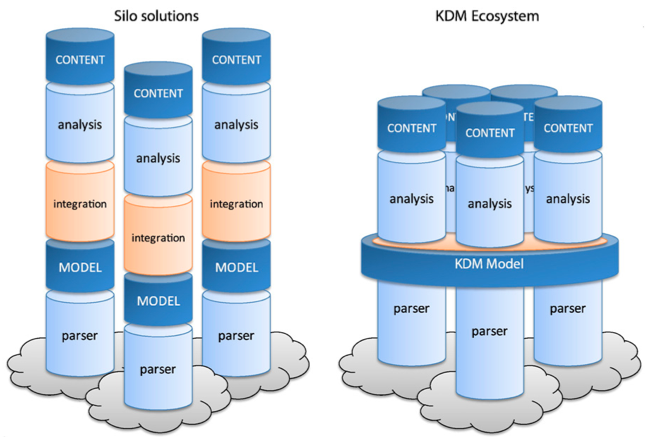 Silo solutions
CONTENT
analysis
integration
MODEL
parser
CONTENT
analysis
integration
MODEL
parser
CONTENT
analysis
integration
MODEL
parser
KDM Ecosystem
CONTENT
analysis
CONTENT
analysis
CONTENT
analysis
KDM Model
parser
parser
parser